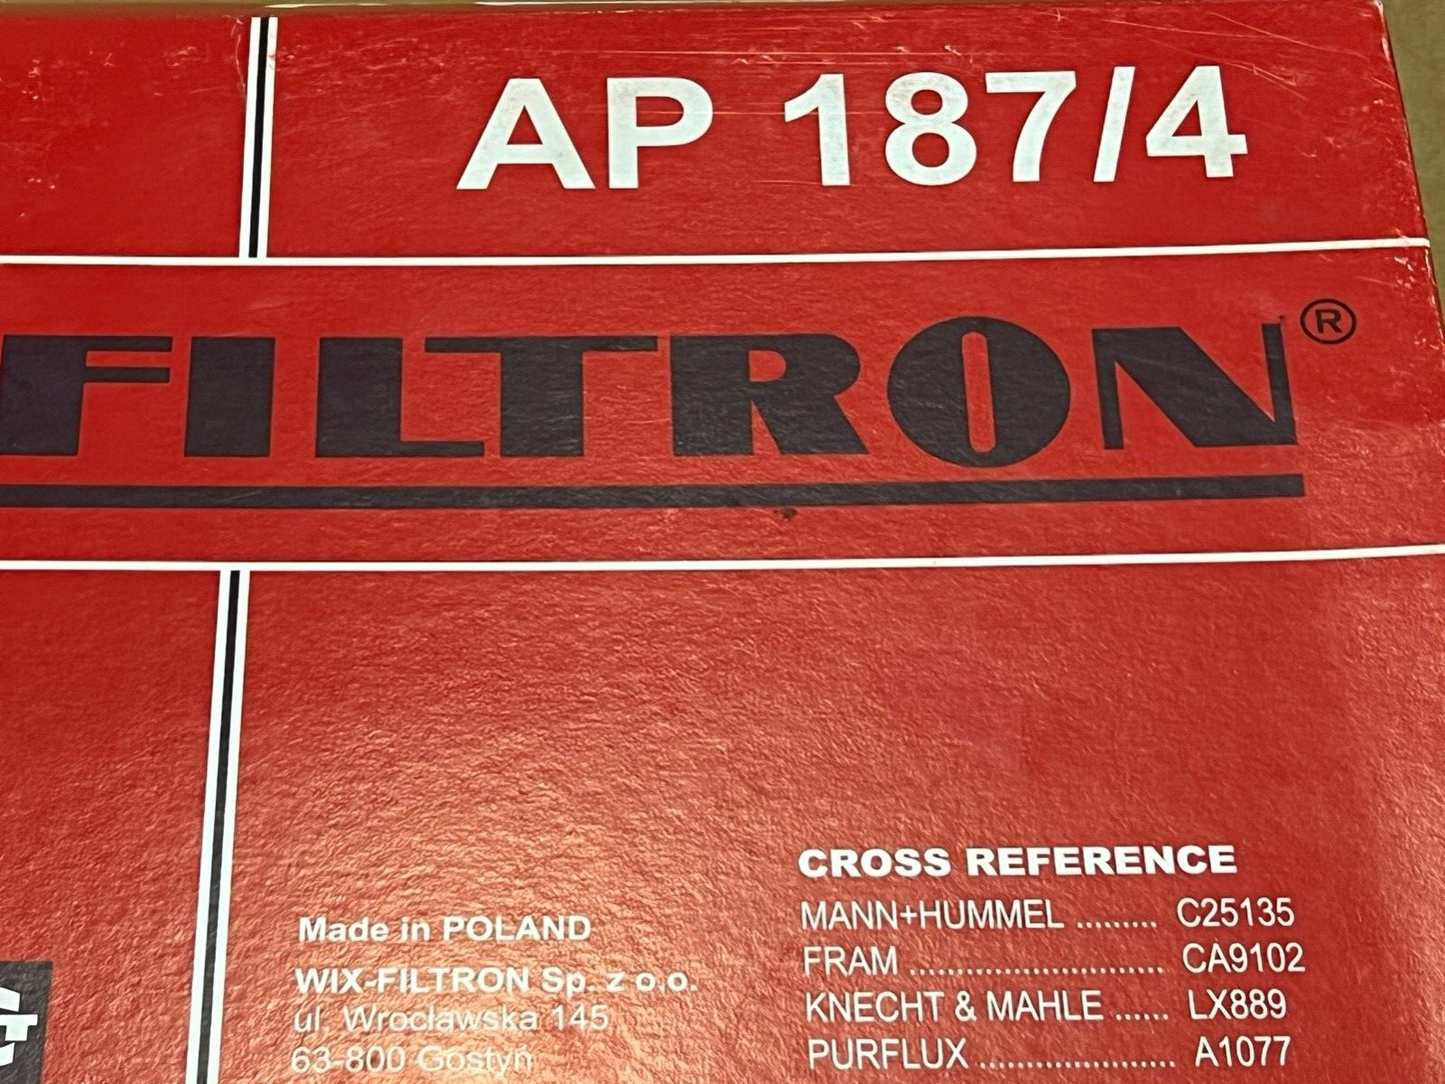 AP 187/4
FILTRON®
Made in POLAND
WIX-FILTRON Sp. z o.o.
ul. Wrocławska 145
63-800 Gostyń
CROSS REFERENCE
MANN+HUMMEL ......... C25135
FRAM ........................... CA9102
KNECHT & MAHLE ...... LX889
PURFLUX ..................... A1077